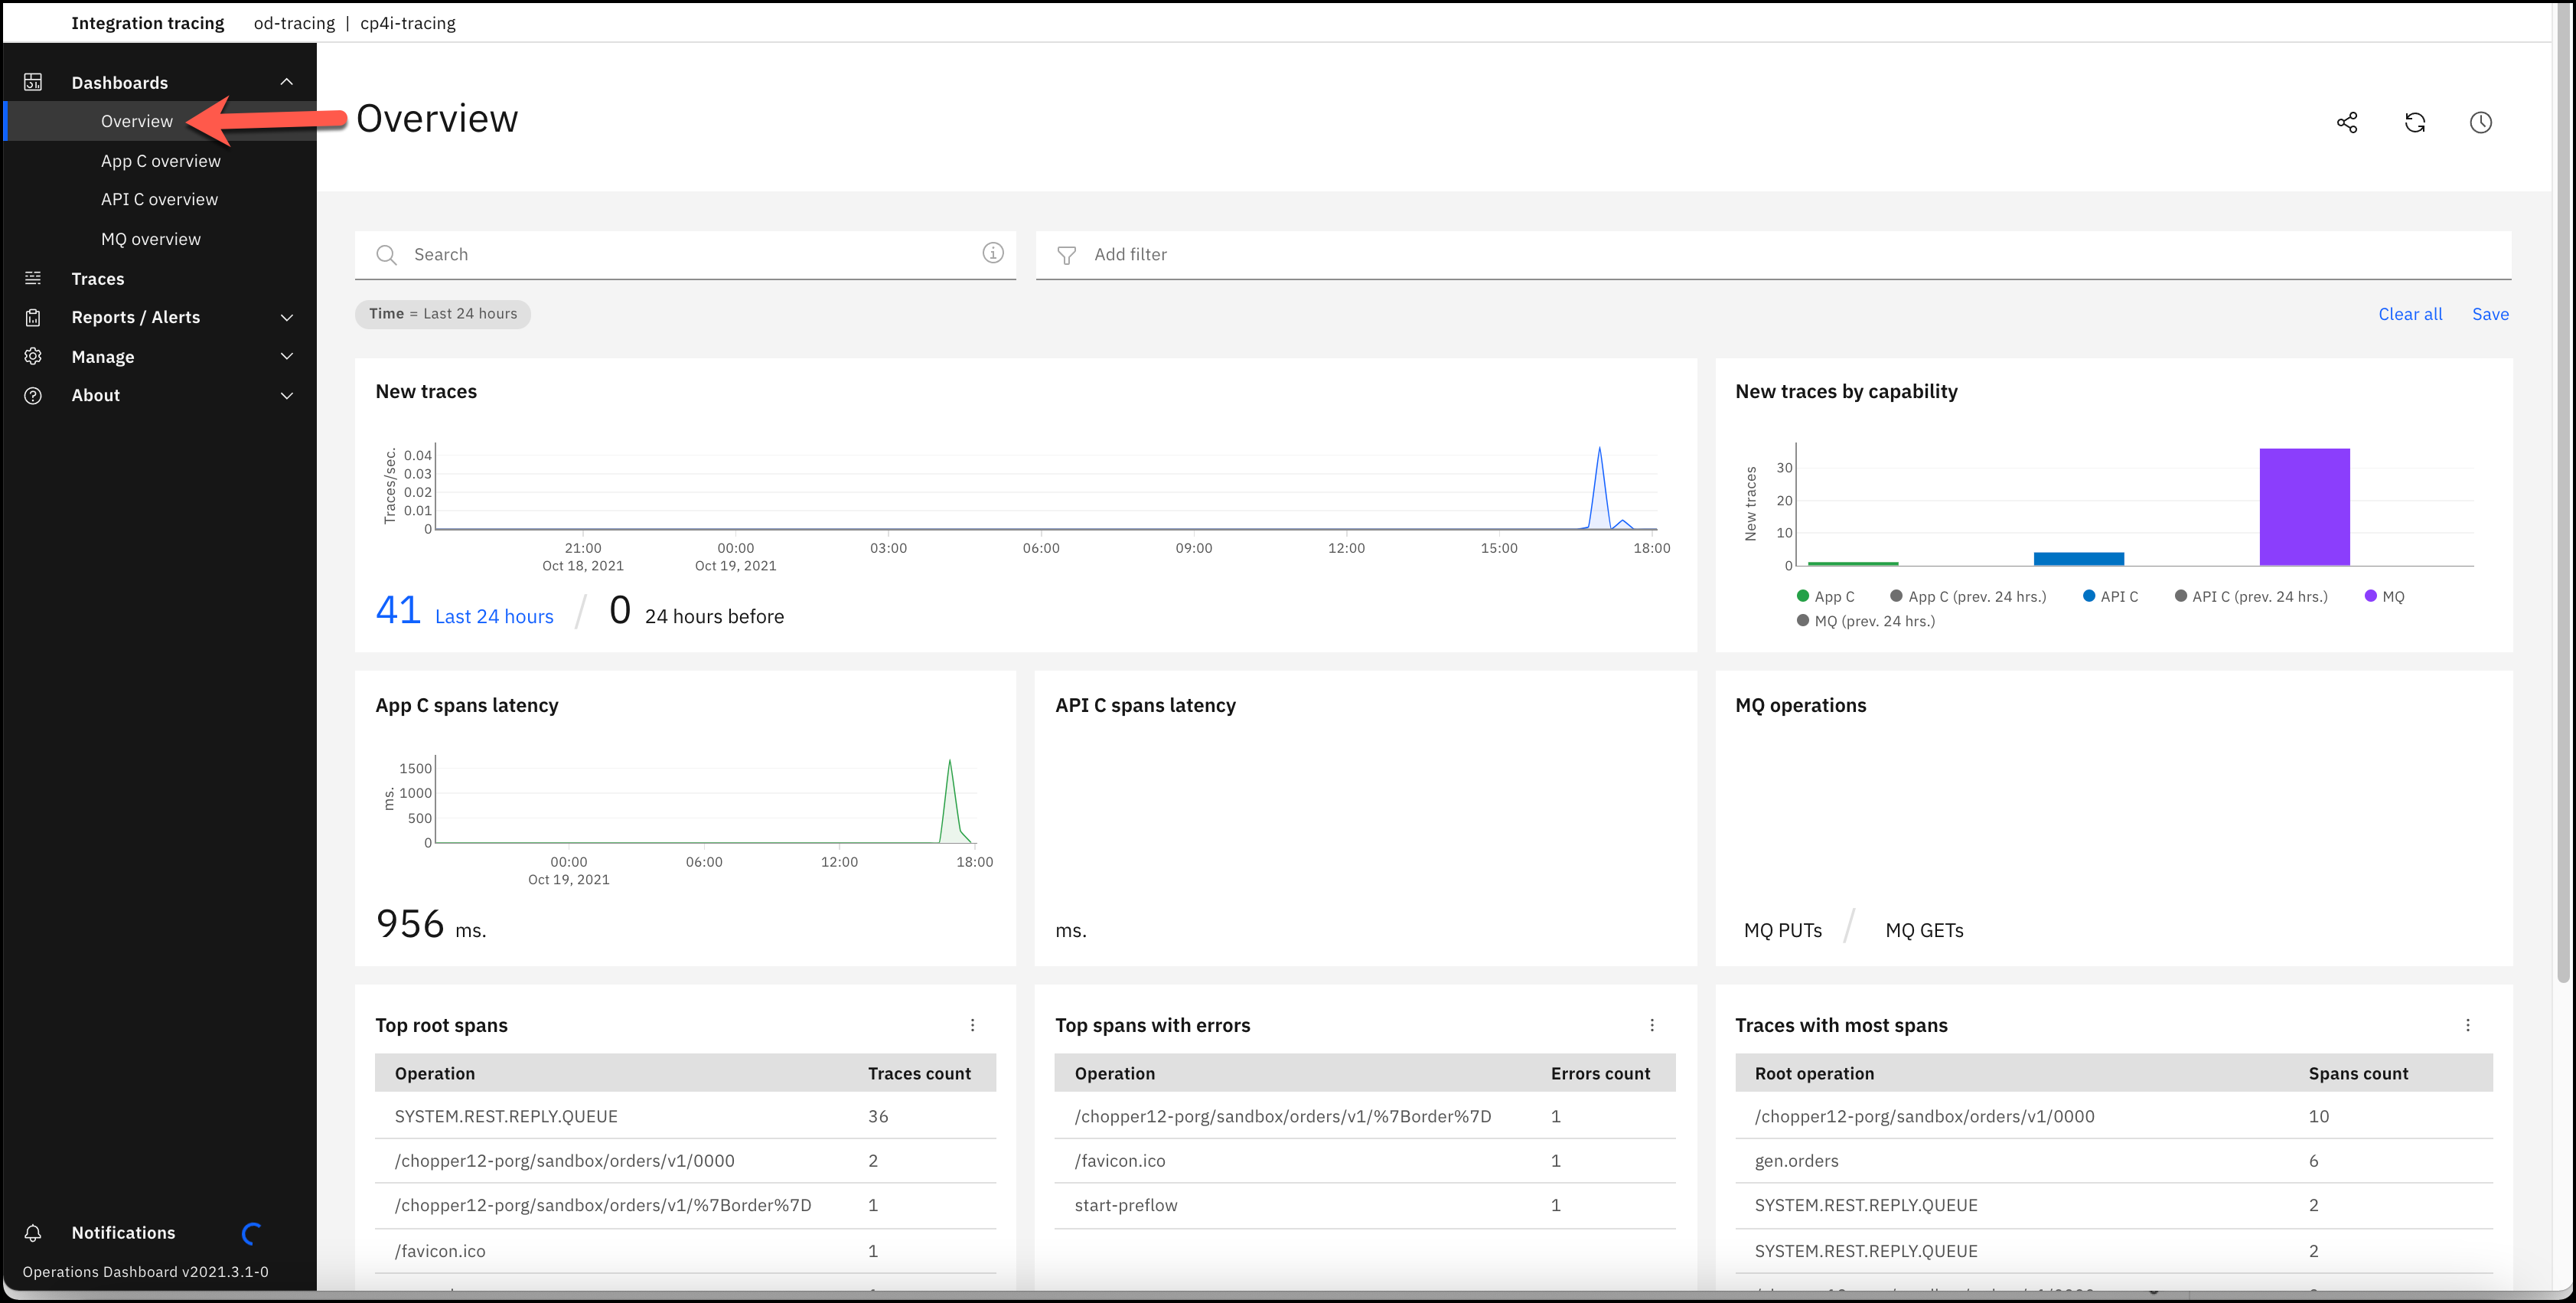 Integration tracing od-tracing | cp4i-tracing
Dashboards
Overview
App C overview
API C overview
MQ overview
Traces
Reports / Alerts
Manage
About
Notifications
Operations Dashboard v2021.3.1-0
Overview
Search
Add filter
Time = Last 24 hours
Clear all Save
New traces
Traces/sec.
0.04
0.03
0.02
0.01
0
21:00 00:00 03:00 06:00 09:00 12:00 15:00 18:00
Oct 18, 2021 Oct 19, 2021
41 Last 24 hours / 0 24 hours before
New traces by capability
New traces
30
20
10
0
App C App C (prev. 24 hrs.) API C API C (prev. 24 hrs.) MQ
MQ (prev. 24 hrs.)
App C spans latency
ms.
1500
1000
500
0
00:00 06:00 12:00 18:00
Oct 19, 2021
956 ms.
API C spans latency
ms.
MQ operations
MQ PUTs / MQ GETs
Top root spans
Operation Traces count
SYSTEM.REST.REPLY.QUEUE 36
/chopper12-porg/sandbox/orders/v1/0000 2
/chopper12-porg/sandbox/orders/v1/%7Border%7D 1
/favicon.ico 1
Top spans with errors
Operation Errors count
/chopper12-porg/sandbox/orders/v1/%7Border%7D 1
/favicon.ico 1
start-preflow 1
Traces with most spans
Root operation Spans count
/chopper12-porg/sandbox/orders/v1/0000 10
gen.orders 6
SYSTEM.REST.REPLY.QUEUE 2
SYSTEM.REST.REPLY.QUEUE 2